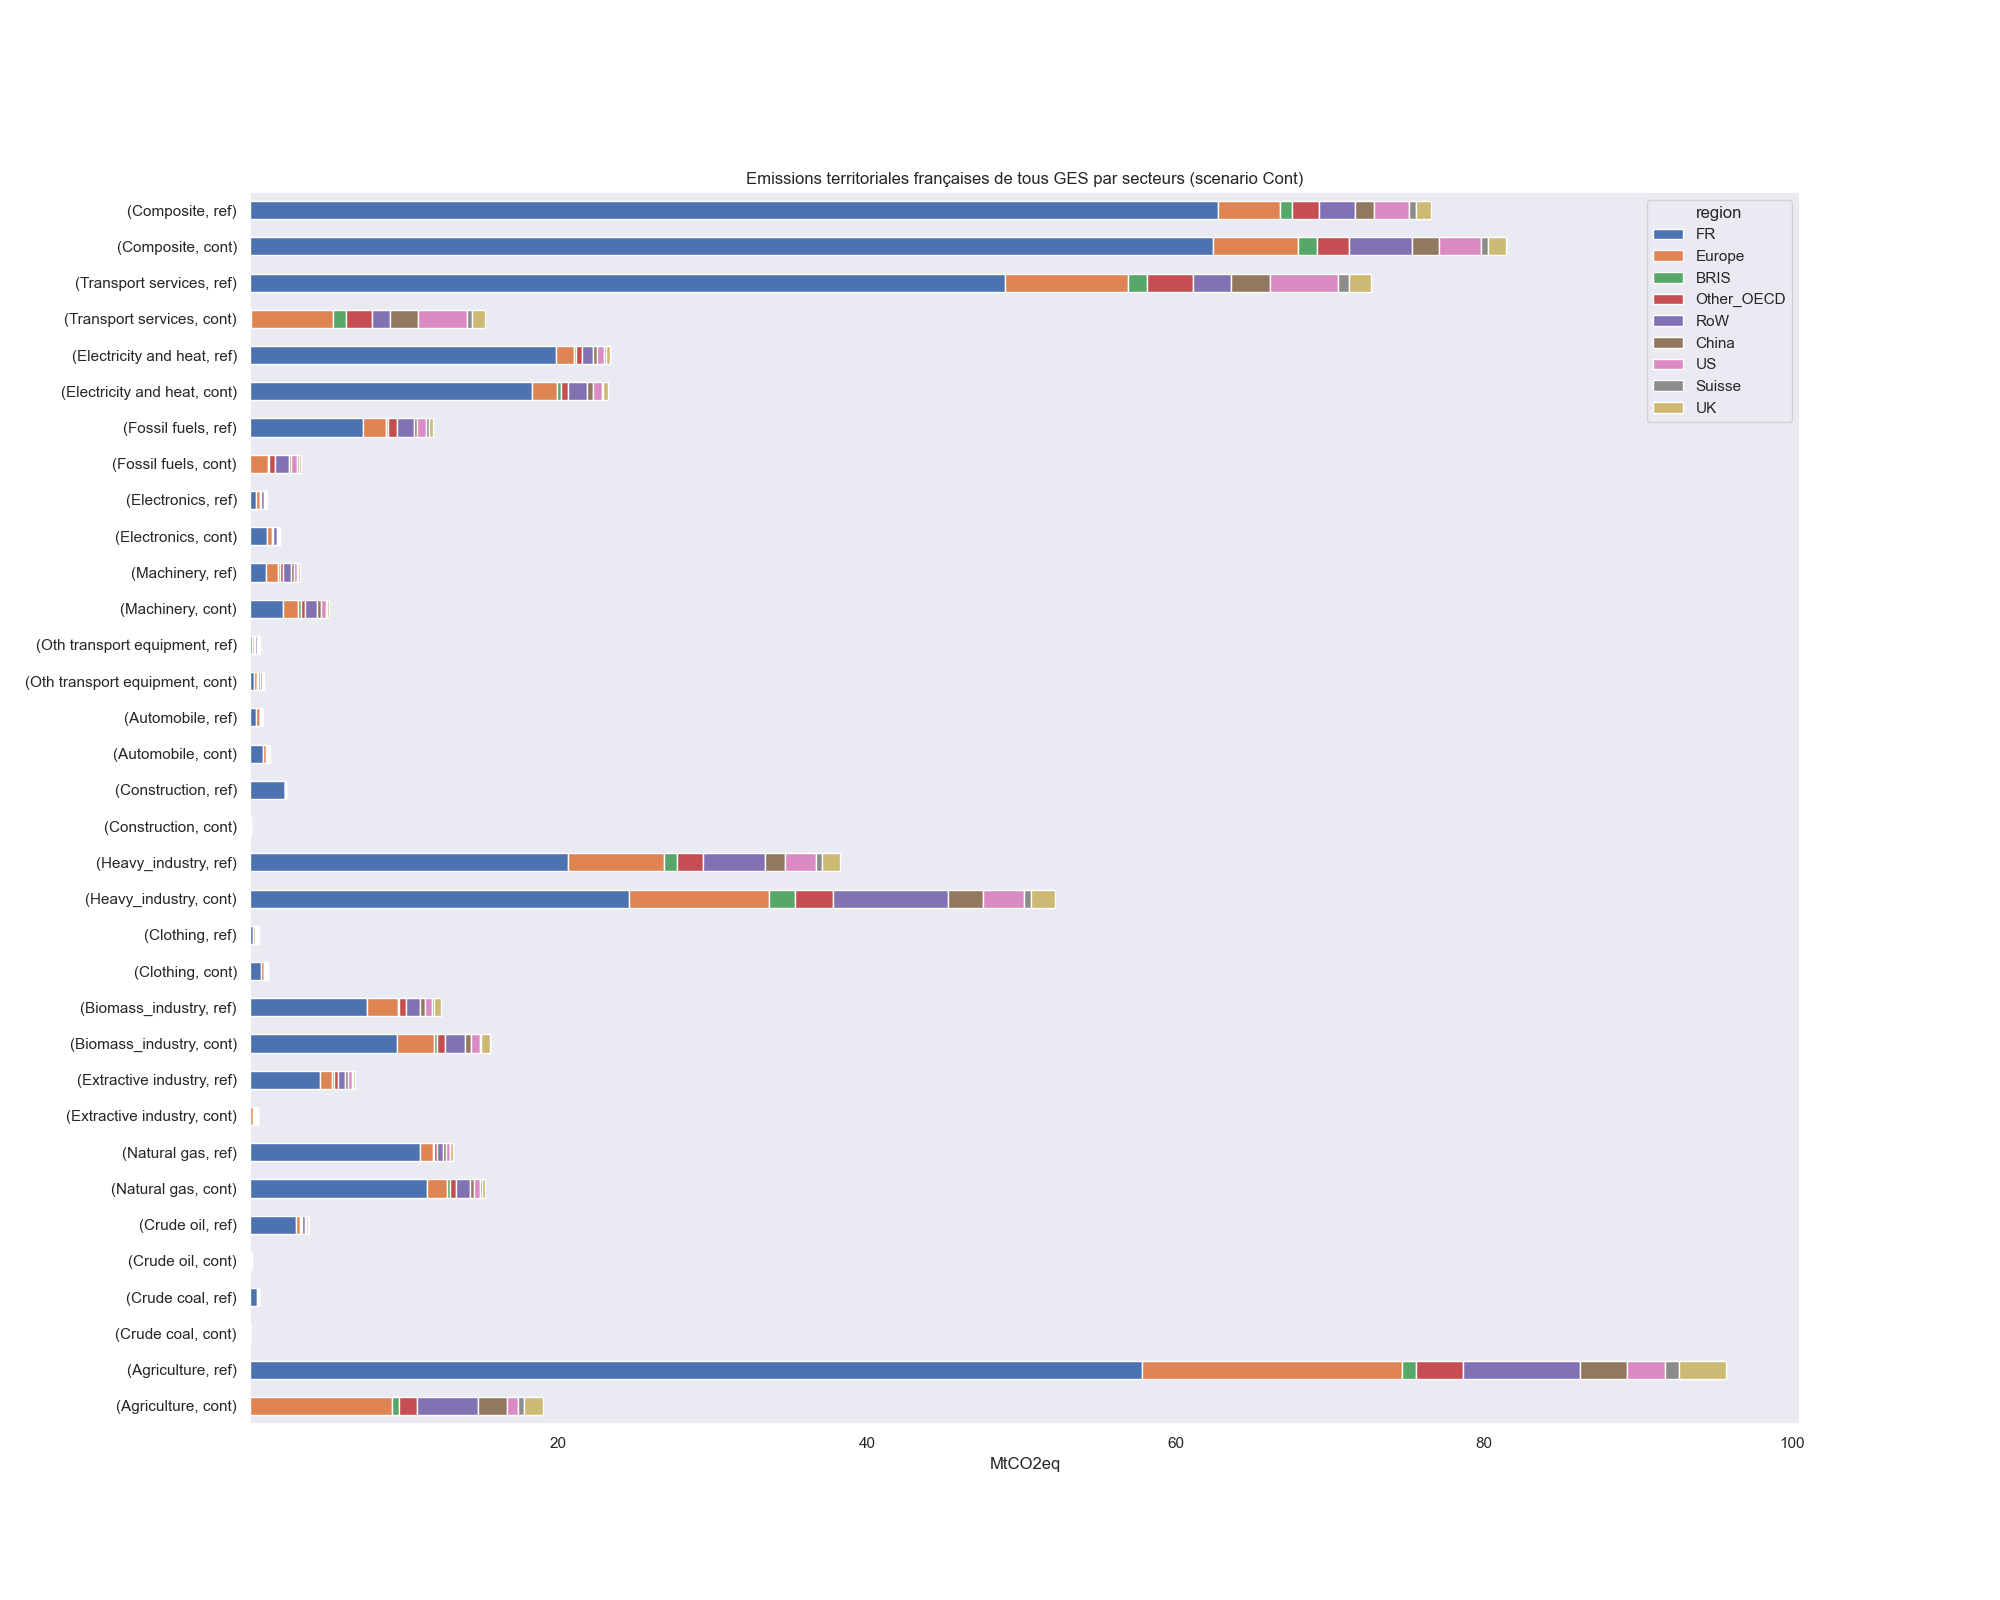 Emissions territoriales françaises de tous GES par secteurs (scenario Cont)
(Composite, ref)
(Composite, cont)
(Transport services, ref)
(Transport services, cont)
(Electricity and heat, ref)
(Electricity and heat, cont)
(Fossil fuels, ref)
(Fossil fuels, cont)
(Electronics, ref)
(Electronics, cont)
(Machinery, ref)
(Machinery, cont)
(Oth transport equipment, ref)
(Oth transport equipment, cont)
(Automobile, ref)
(Automobile, cont)
(Construction, ref)
(Construction, cont)
(Heavy_industry, ref)
(Heavy_industry, cont)
(Clothing, ref)
(Clothing, cont)
(Biomass_industry, ref)
(Biomass_industry, cont)
(Extractive industry, ref)
(Extractive industry, cont)
(Natural gas, ref)
(Natural gas, cont)
(Crude oil, ref)
(Crude oil, cont)
(Crude coal, ref)
(Crude coal, cont)
(Agriculture, ref)
(Agriculture, cont)
region
FR
Europe
BRIS
Other_OECD
RoW
China
US
Suisse
UK
20 40 60 80 100
MtCO2eq